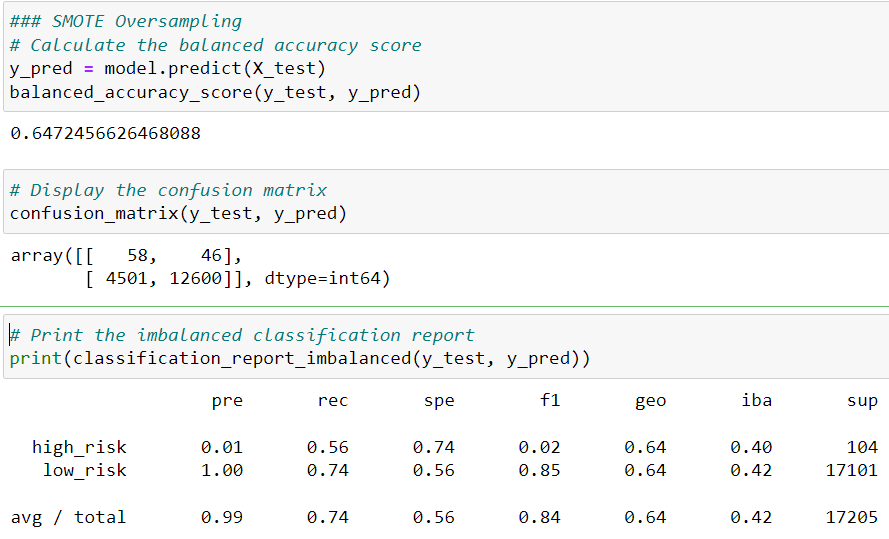 ### SMOTE Oversampling
# Calculate the balanced accuracy score
y_pred = model.predict(X_test)
balanced_accuracy_score(y_test, y_pred)
0.6472456626468088
# Display the confusion matrix
confusion_matrix(y_test, y_pred)
array([[   58,    46],
       [ 4501, 12600]], dtype=int64)
# Print the imbalanced classification report
print(classification_report_imbalanced(y_test, y_pred))
                   pre       rec       spe        f1       geo       iba       sup
  high_risk       0.01      0.56      0.74      0.02      0.64      0.40       104
   low_risk       1.00      0.74      0.56      0.85      0.64      0.42     17101
avg / total       0.99      0.74      0.56      0.84      0.64      0.42     17205